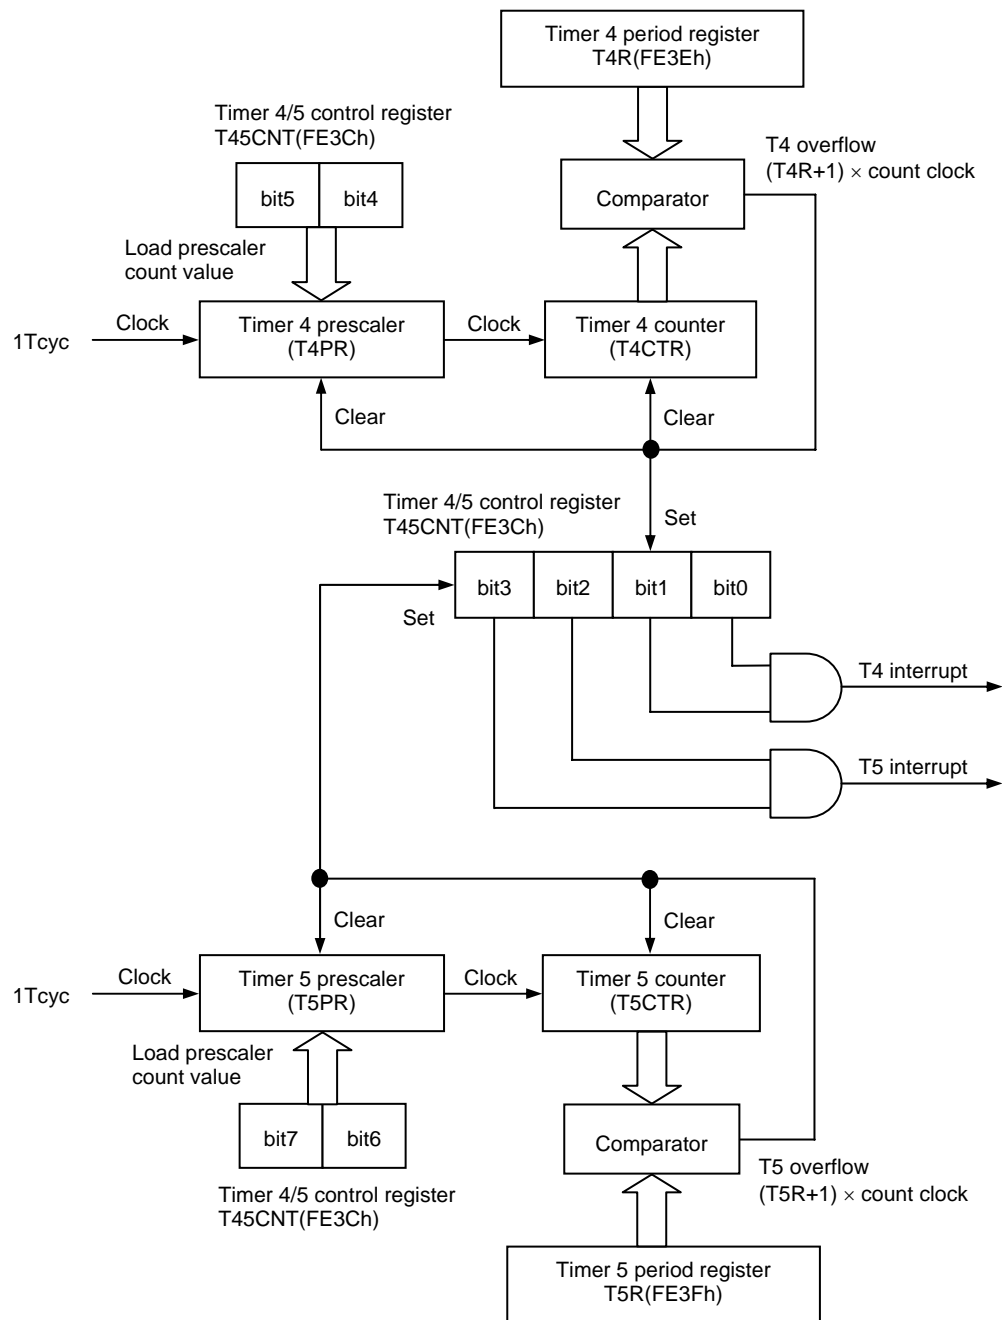 Timer 4 period register
T4R(FE3Eh)
Timer 4/5 control register
T45CNT(FE3Ch)
T4 overflow
(T4R+1) × count clock
bit5
bit4
Comparator
Load prescaler
count value
1Tcyc
Clock
Timer 4 prescaler
(T4PR)
Clock
Timer 4 counter
(T4CTR)
Clear
Clear
Timer 4/5 control register
T45CNT(FE3Ch)
Set
Set
bit3
bit2
bit1
bit0
T4 interrupt
T5 interrupt
Clear
Clear
1Tcyc
Clock
Timer 5 prescaler
(T5PR)
Clock
Timer 5 counter
(T5CTR)
Load prescaler
count value
bit7
bit6
Comparator
Timer 4/5 control register
T45CNT(FE3Ch)
T5 overflow
(T5R+1) × count clock
Timer 5 period register
T5R(FE3Fh)